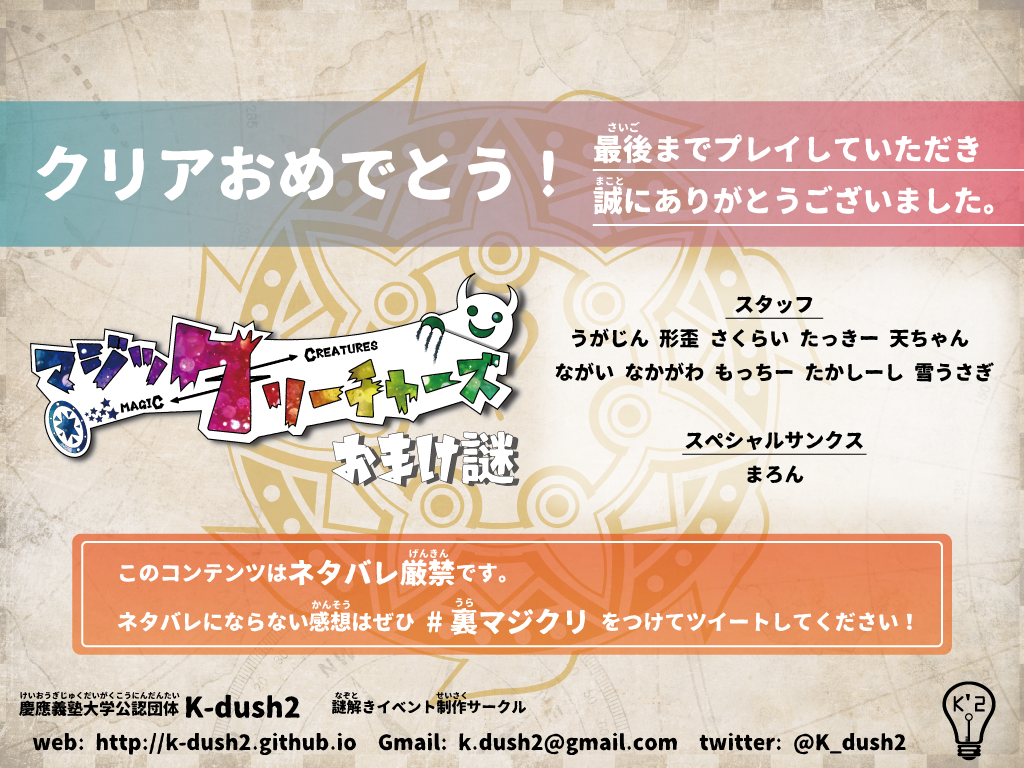 クリアおめでとう！
最後までプレイしていただき
さいご
誠にありがとうございました。
まこと
マジックリーチャーズ
CREATURES
MAGIC
おまけ謎
スタッフ
うがじん 形歪 さくらい たっきー 天ちゃん
ながい なかがわ もっちー たかしーし 雪うさぎ
スペシャルサンクス
まろん
げんきん
このコンテンツはネタバレ厳禁です。
かんそう うら
ネタバレにならない感想はぜひ #裏マジクリ をつけてツイートしてください！
けいおうぎじゅくだいがくこうにんだんたい なぞと せいさく
慶應義塾大学公認団体 K-dush2 謎解きイベント制作サークル
web: http://k-dush2.github.io Gmail: k.dush2@gmail.com twitter: @K_dush2
K'2